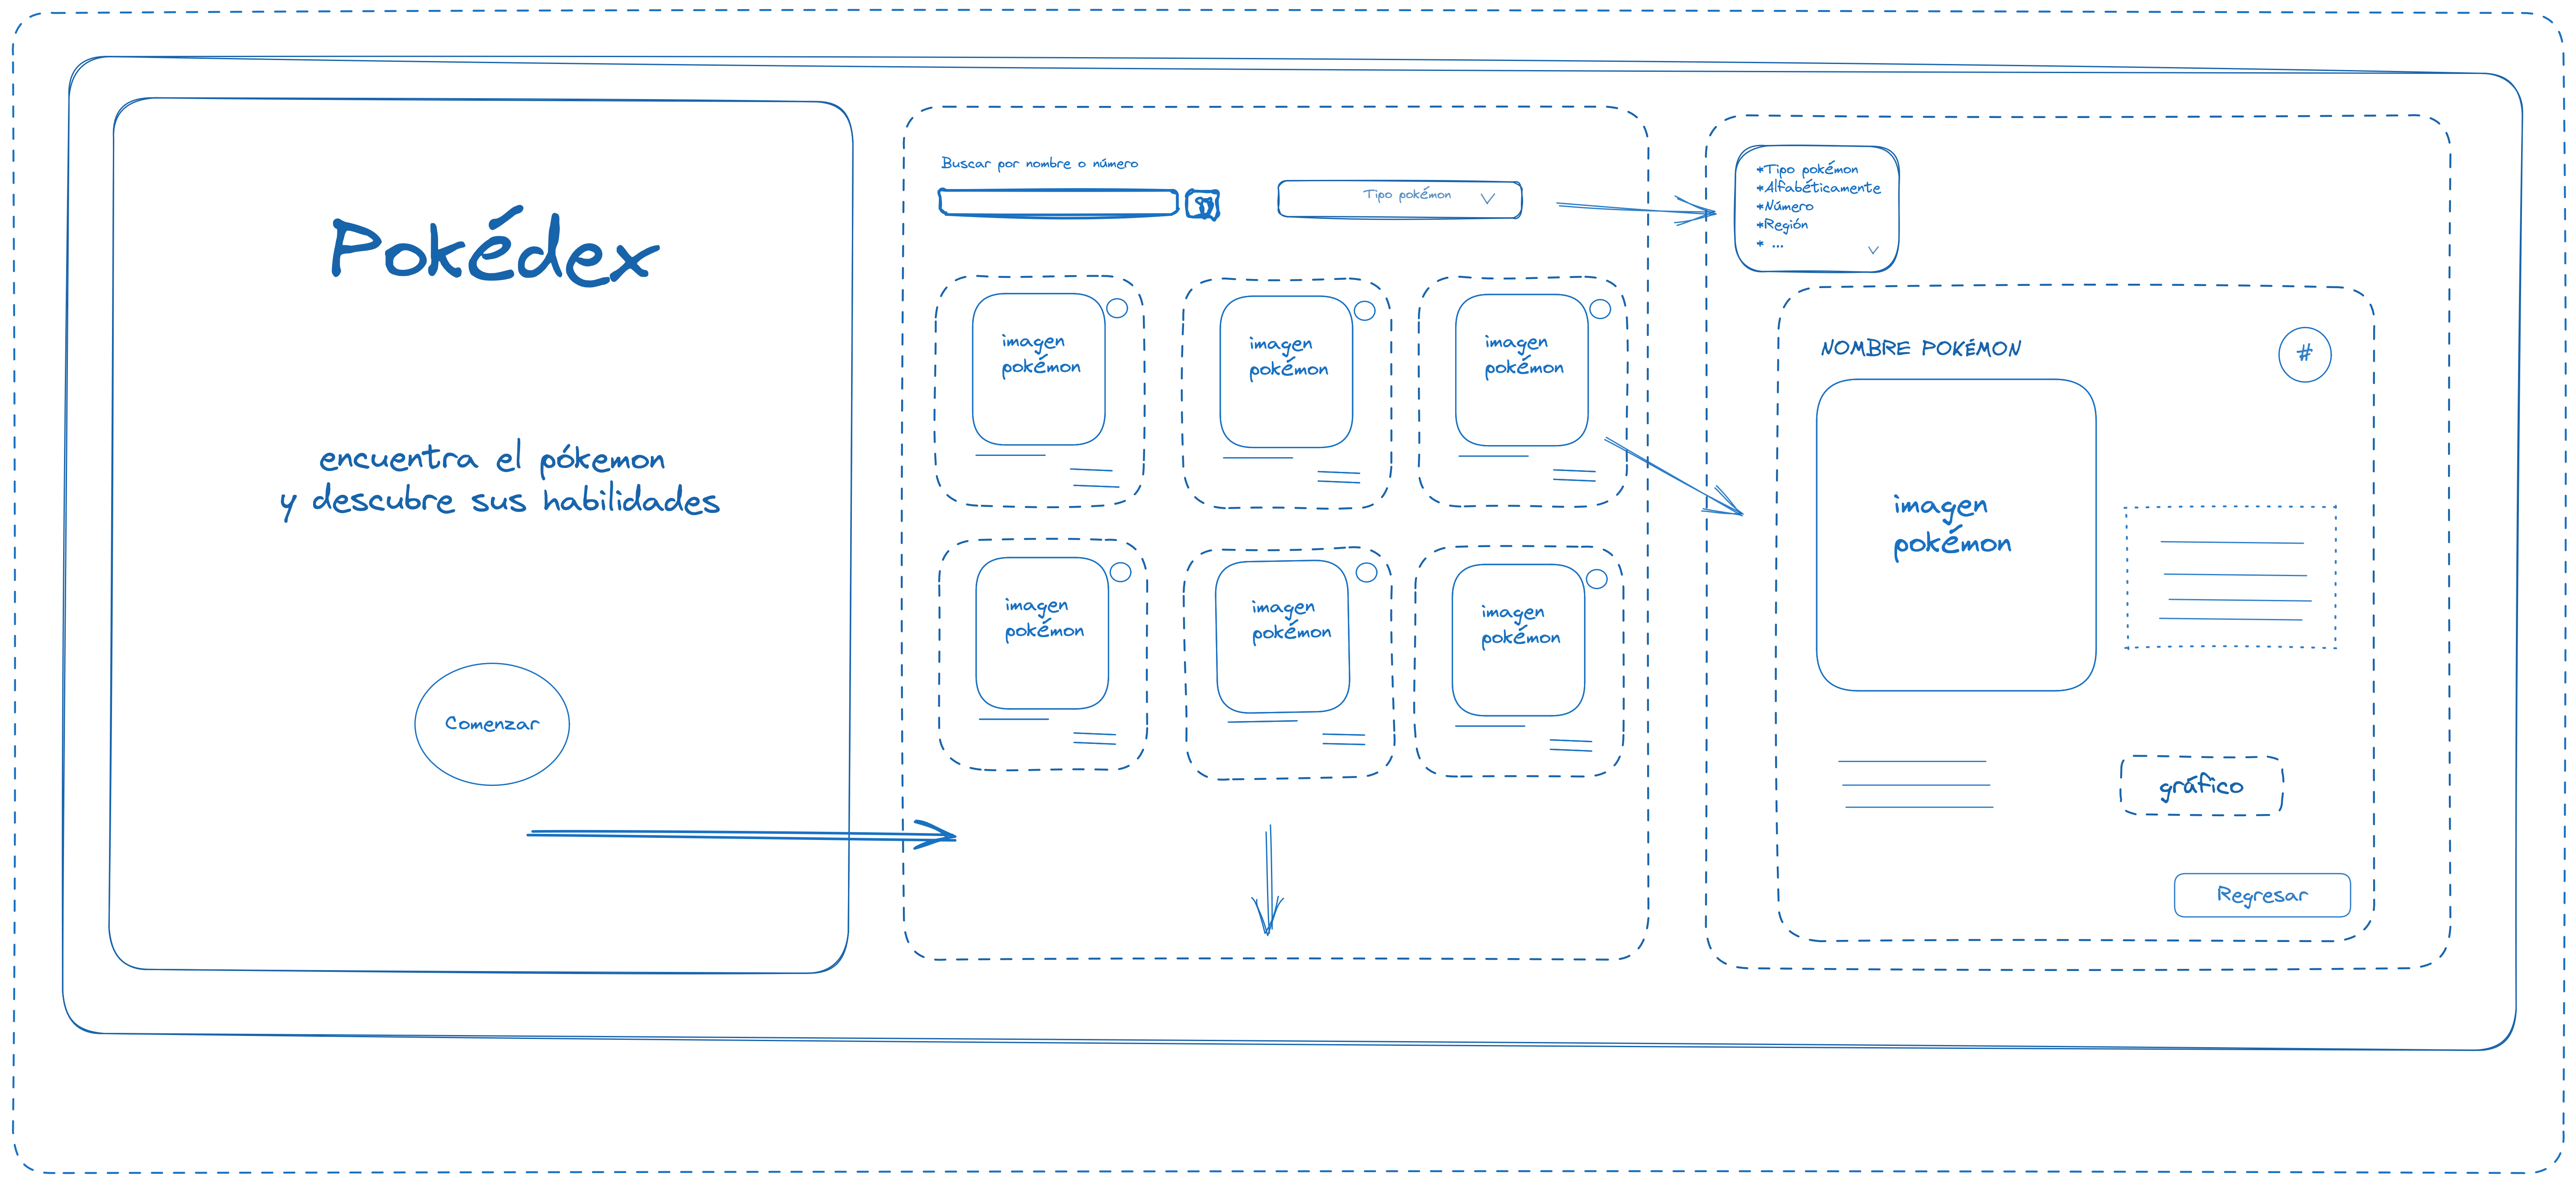 Pokédex
encuentra el pókemon
y descubre sus habilidades
Comenzar
Buscar por nombre o número
Tipo pokémon
imagen
pokémon
imagen
pokémon
imagen
pokémon
imagen
pokémon
imagen
pokémon
imagen
pokémon
*Tipo pokémon
*Alfabéticamente
*Número
*Región
* ...
NOMBRE POKÉMON
#
imagen
pokémon
gráfico
Regresar